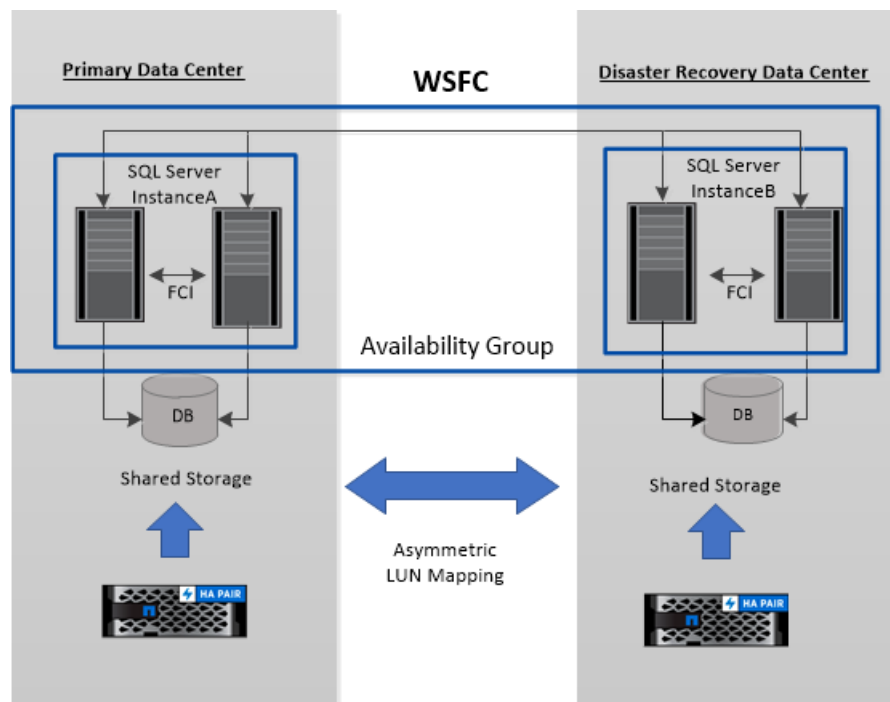 Primary Data Center
WSFC
Disaster Recovery Data Center
SQL Server
InstanceA
FCI
SQL Server
InstanceB
FCI
Availability Group
DB
DB
Shared Storage
Shared Storage
Asymmetric
LUN Mapping
HA PAIR
HA PAIR